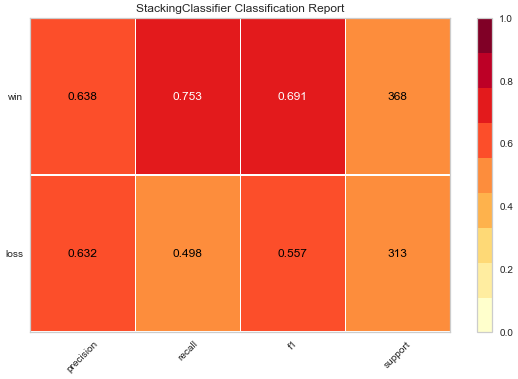 StackingClassifier Classification Report
win 0.638 0.753 0.691 368
loss 0.632 0.498 0.557 313
precision recall f1 support
1.0
0.8
0.6
0.4
0.2
0.0